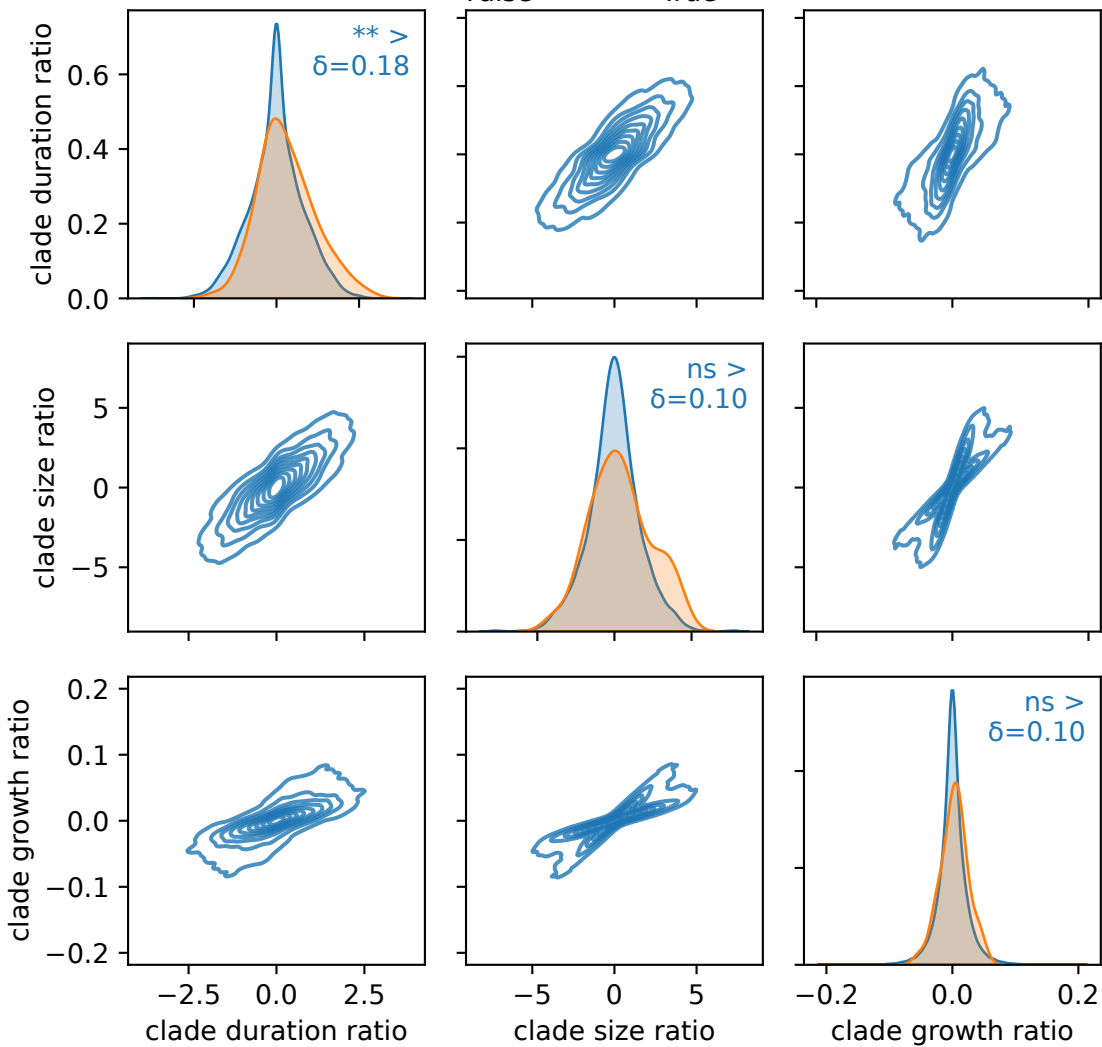 ** >
δ=0.18
clade duration ratio
0.6
0.4
0.2
0.0
ns >
δ=0.10
clade size ratio
5
0
−5
ns >
δ=0.10
clade growth ratio
0.2
0.1
0.0
−0.1
−0.2
−2.5 0.0 2.5
−5 0 5
−0.2 0.0 0.2
clade duration ratio
clade size ratio
clade growth ratio